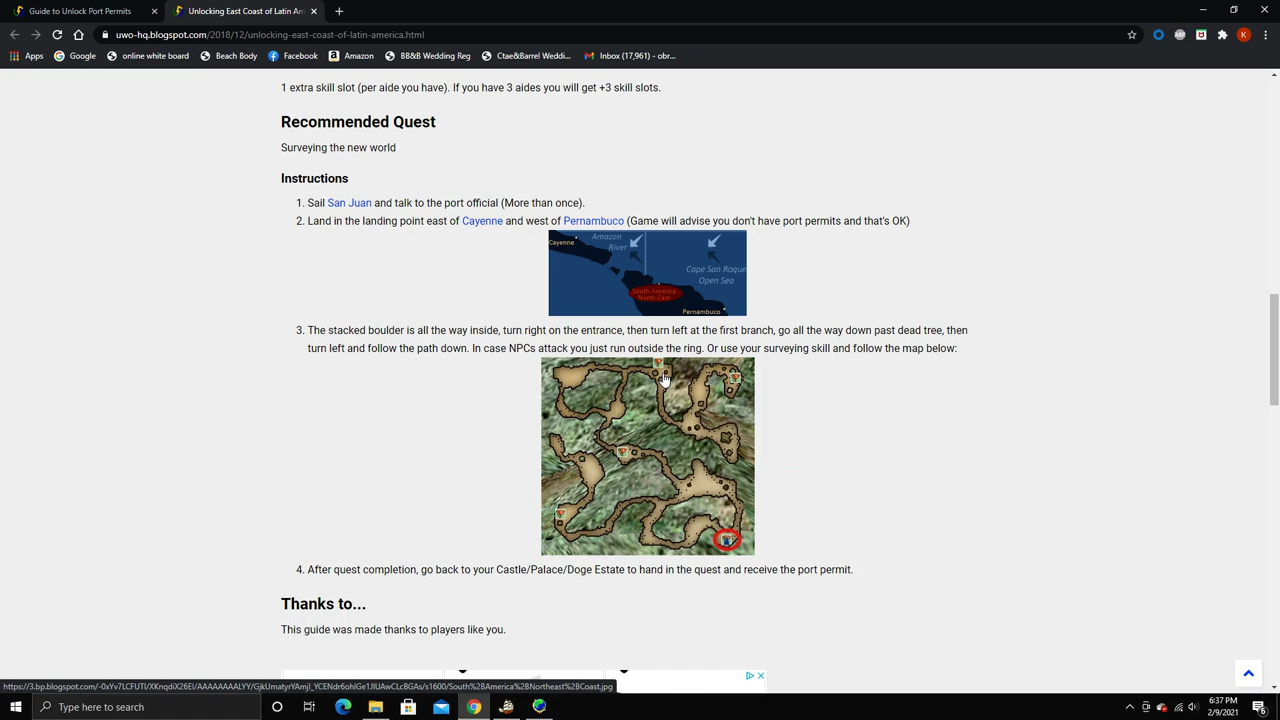 Guide to Unlock Port Permits
Unlocking East Coast of Latin Am
uwo-hq.blogspot.com/2018/12/unlocking-east-coast-of-latin-america.html
K
Apps Google online white board Beach Body Facebook Amazon BB&B Wedding Reg Ctae&Barrel Weddi... Inbox (17,961) - obr...
1 extra skill slot (per aide you have). If you have 3 aides you will get +3 skill slots.
Recommended Quest
Surveying the new world
Instructions
1. Sail San Juan and talk to the port official (More than once).
2. Land in the landing point east of Cayenne and west of Pernambuco (Game will advise you don't have port permits and that's OK)
Cayenne
Amazon
River
Cape San Roque
Open Sea
South America
North East
Pernambuco
3. The stacked boulder is all the way inside, turn right on the entrance, then turn left at the first branch, go all the way down past dead tree, then
turn left and follow the path down. In case NPCs attack you just run outside the ring. Or use your surveying skill and follow the map below:
4. After quest completion, go back to your Castle/Palace/Doge Estate to hand in the quest and receive the port permit.
Thanks to...
This guide was made thanks to players like you.
Type here to search
6:37 PM
2/9/2021